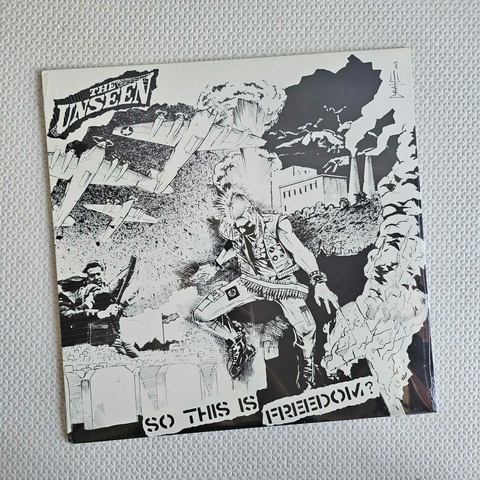 THE
UNSEEN
SO THIS IS FREEDOM?